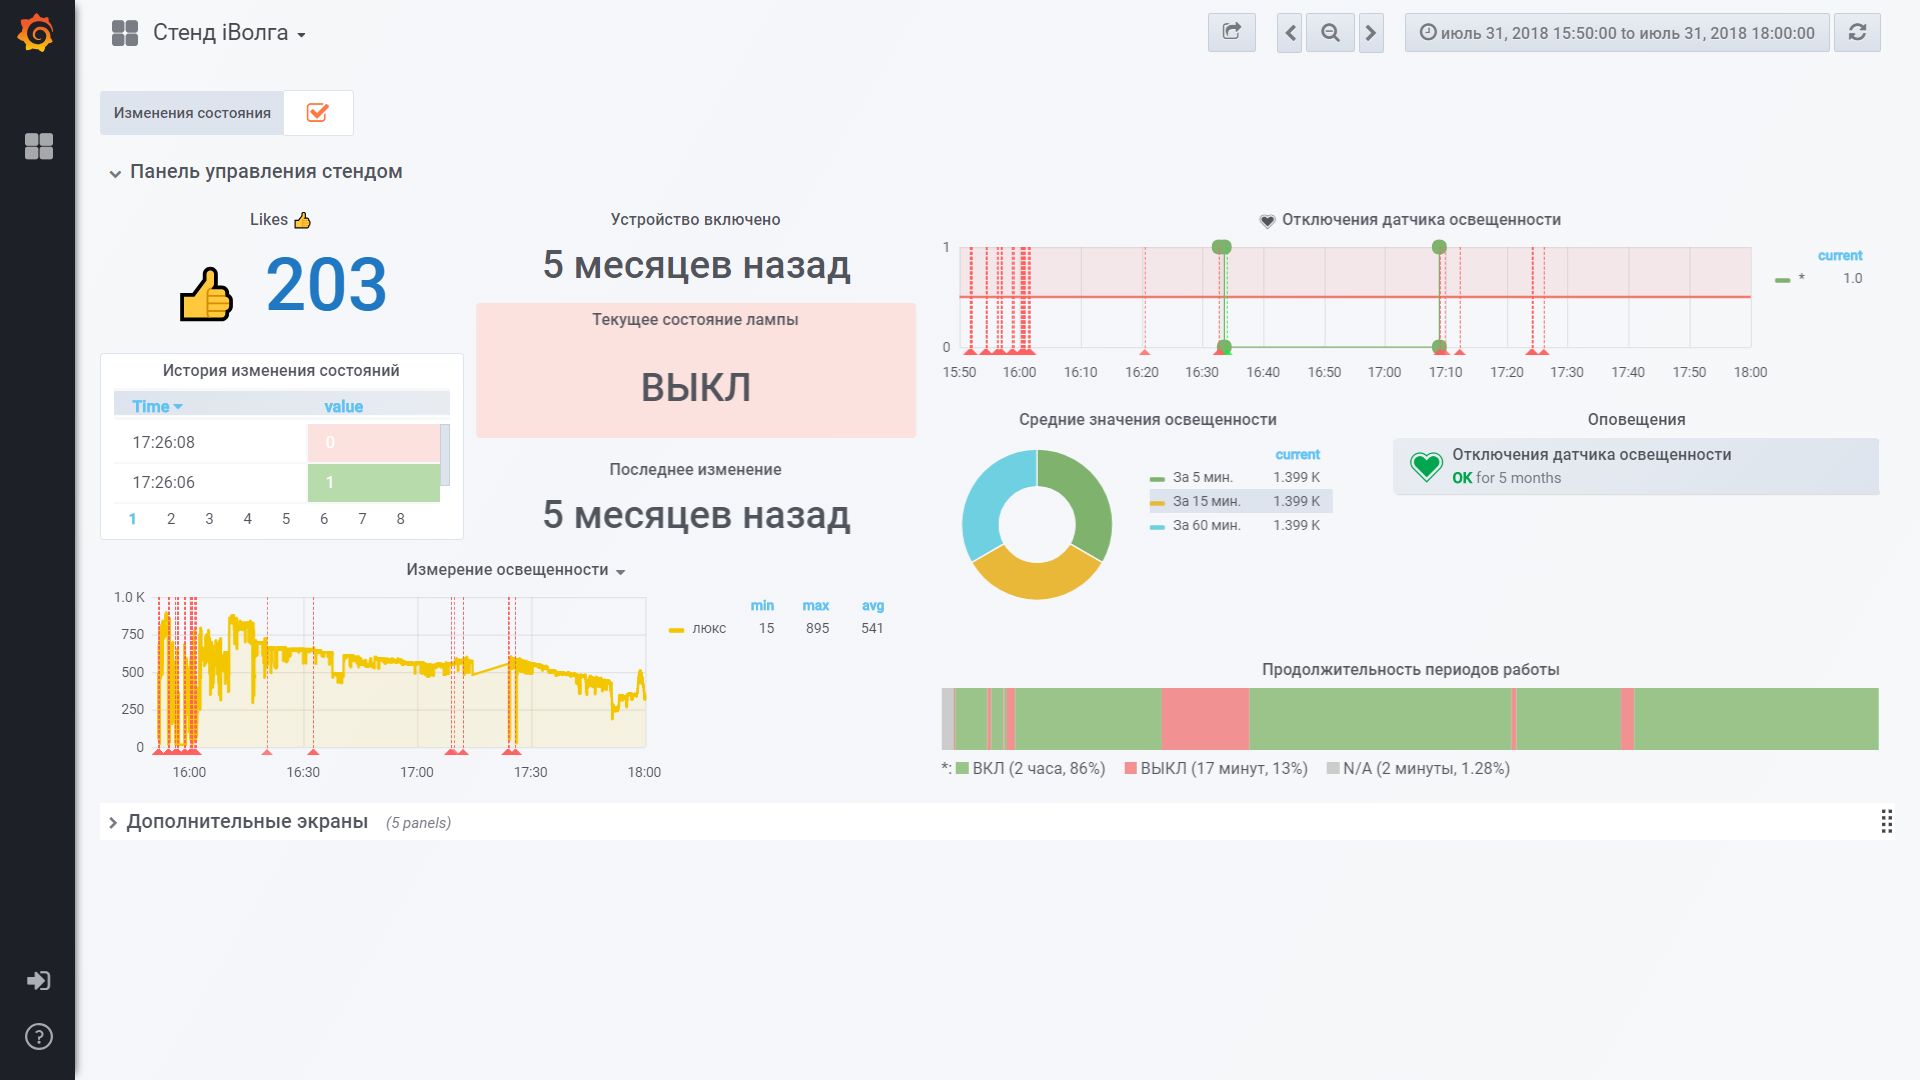 Стенд iВолга
июль 31, 2018 15:50:00 to июль 31, 2018 18:00:00
Изменения состояния
Панель управления стендом
Likes 👍
203
История изменения состояний
Time value
17:26:08 0
17:26:06 1
1 2 3 4 5 6 7 8
Устройство включено
5 месяцев назад
Текущее состояние лампы
ВЫКЛ
Последнее изменение
5 месяцев назад
Отключения датчика освещенности
1
0
15:50 16:00 16:10 16:20 16:30 16:40 16:50 17:00 17:10 17:20 17:30 17:40 17:50 18:00
current
* 1.0
Средние значения освещенности
current
За 5 мин. 1.399 K
За 15 мин. 1.399 K
За 60 мин. 1.399 K
Оповещения
Отключения датчика освещенности
OK for 5 months
Измерение освещенности
1.0 K
750
500
250
0
16:00 16:30 17:00 17:30 18:00
min max avg
люкс 15 895 541
Продолжительность периодов работы
*: ВКЛ (2 часа, 86%) ВЫКЛ (17 минут, 13%) N/A (2 минуты, 1.28%)
Дополнительные экраны (5 panels)
?